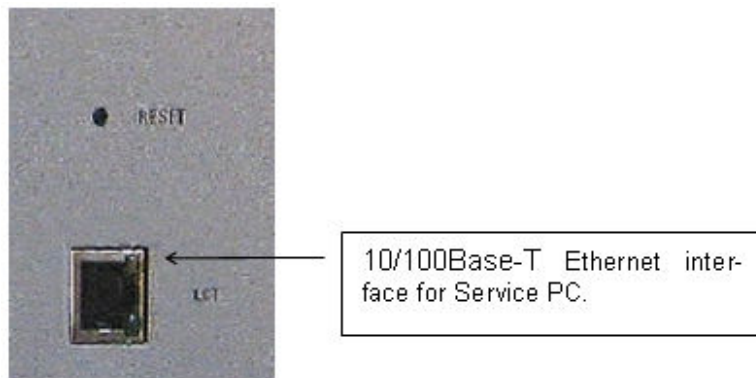 RESET
LCT
10/100Base-T Ethernet inter-
face for Service PC.